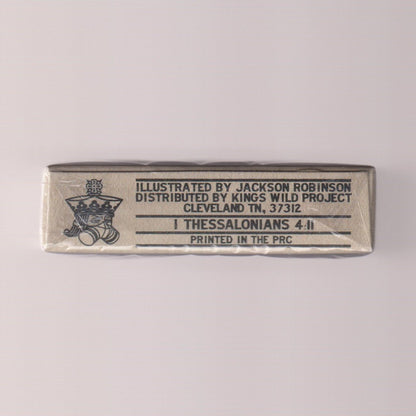 ILLUSTRATED BY JACKSON ROBINSON
DISTRIBUTED BY KINGS WILD PROJECT
CLEVELAND TN, 37312
I THESSALONIANS 4:11
PRINTED IN THE PRC